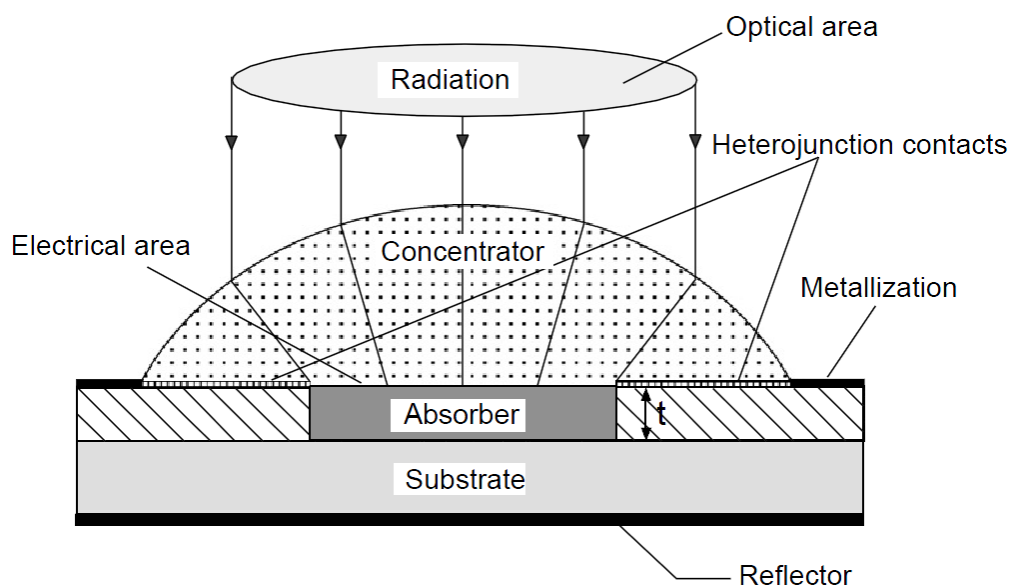 Optical area
Radiation
Heterojunction contacts
Electrical area
Concentrator
Metallization
Absorber
t
Substrate
Reflector